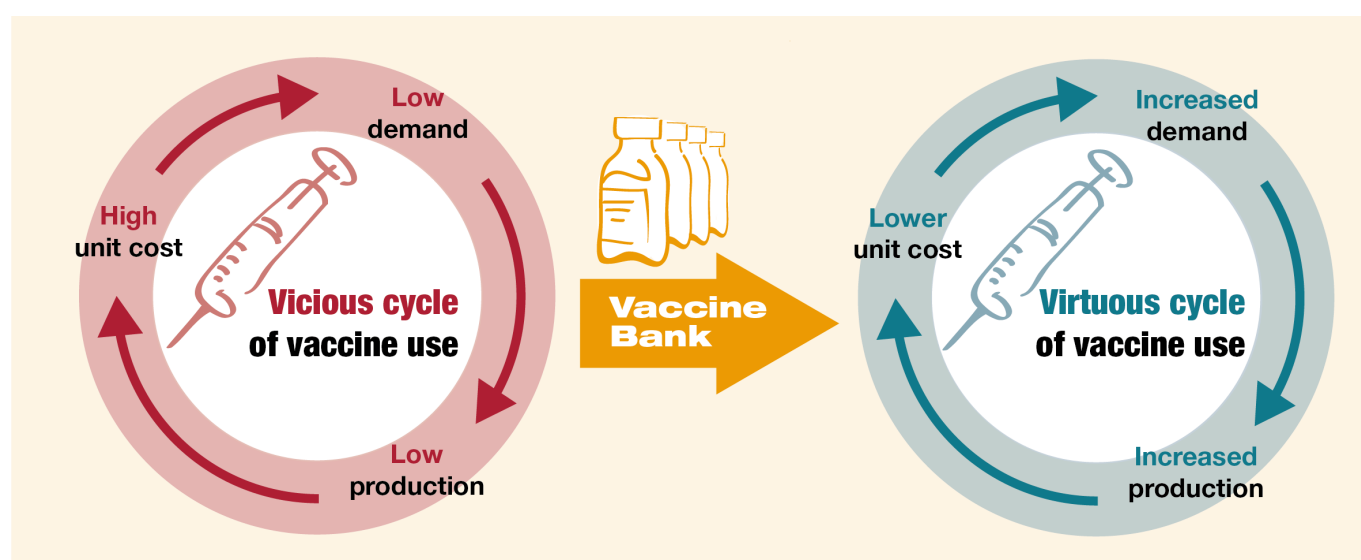 Low
demand
High
unit cost
Vicious cycle
of vaccine use
Low
production
Vaccine
Bank
Increased
demand
Lower
unit cost
Virtuous cycle
of vaccine use
Increased
production